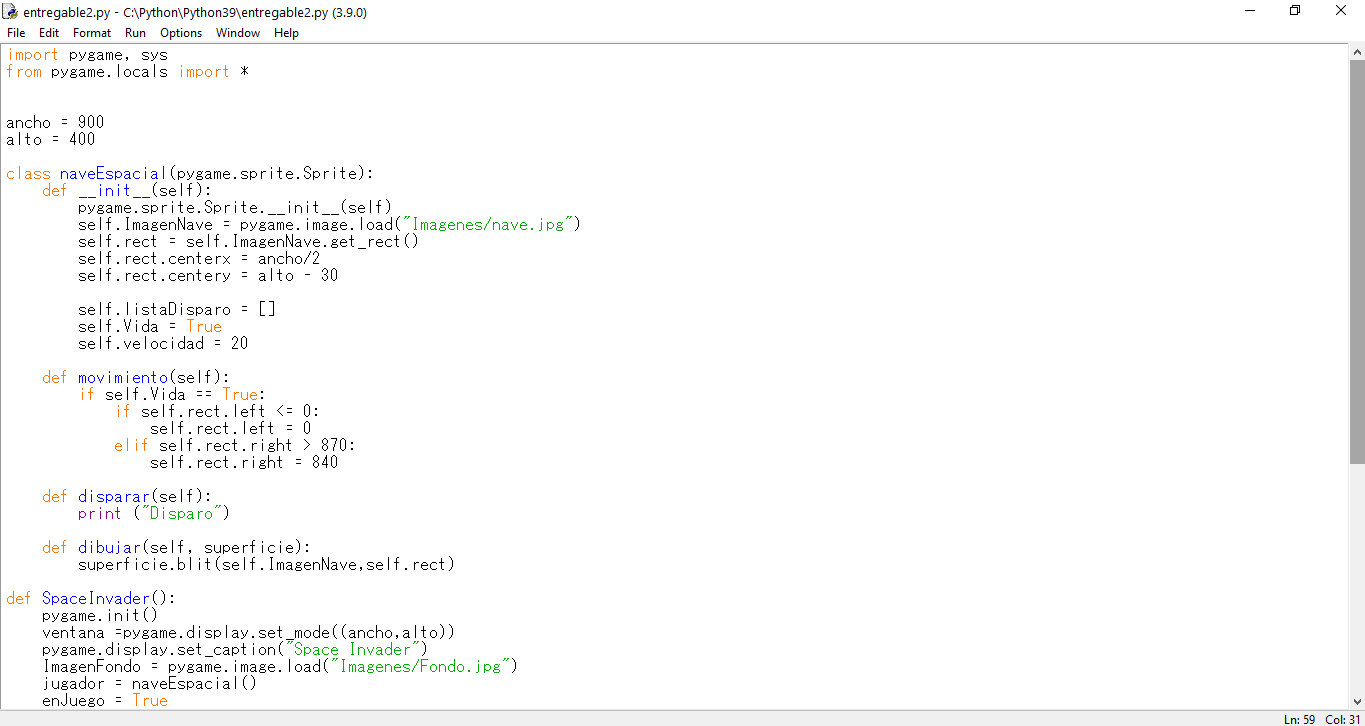 entregable2.py - C:\Python\Python39\entregable2.py (3.9.0)
File Edit Format Run Options Window Help
import pygame, sys
from pygame.locals import *
ancho = 900
alto = 400
class naveEspacial(pygame.sprite.Sprite):
    def __init__(self):
        pygame.sprite.Sprite.__init__(self)
        self.ImagenNave = pygame.image.load("Imagenes/nave.jpg")
        self.rect = self.ImagenNave.get_rect()
        self.rect.centerx = ancho/2
        self.rect.centery = alto - 30
        self.listaDisparo = []
        self.Vida = True
        self.velocidad = 20
    def movimiento(self):
        if self.Vida == True:
            if self.rect.left <= 0:
                self.rect.left = 0
            elif self.rect.right > 870:
                self.rect.right = 840
    def disparar(self):
        print ("Disparo")
    def dibujar(self, superficie):
        superficie.blit(self.ImagenNave,self.rect)
def SpaceInvader():
    pygame.init()
    ventana =pygame.display.set_mode((ancho,alto))
    pygame.display.set_caption("Space Invader")
    ImagenFondo = pygame.image.load("Imagenes/Fondo.jpg")
    jugador = naveEspacial()
    enJuego = True
Ln: 59 Col: 31